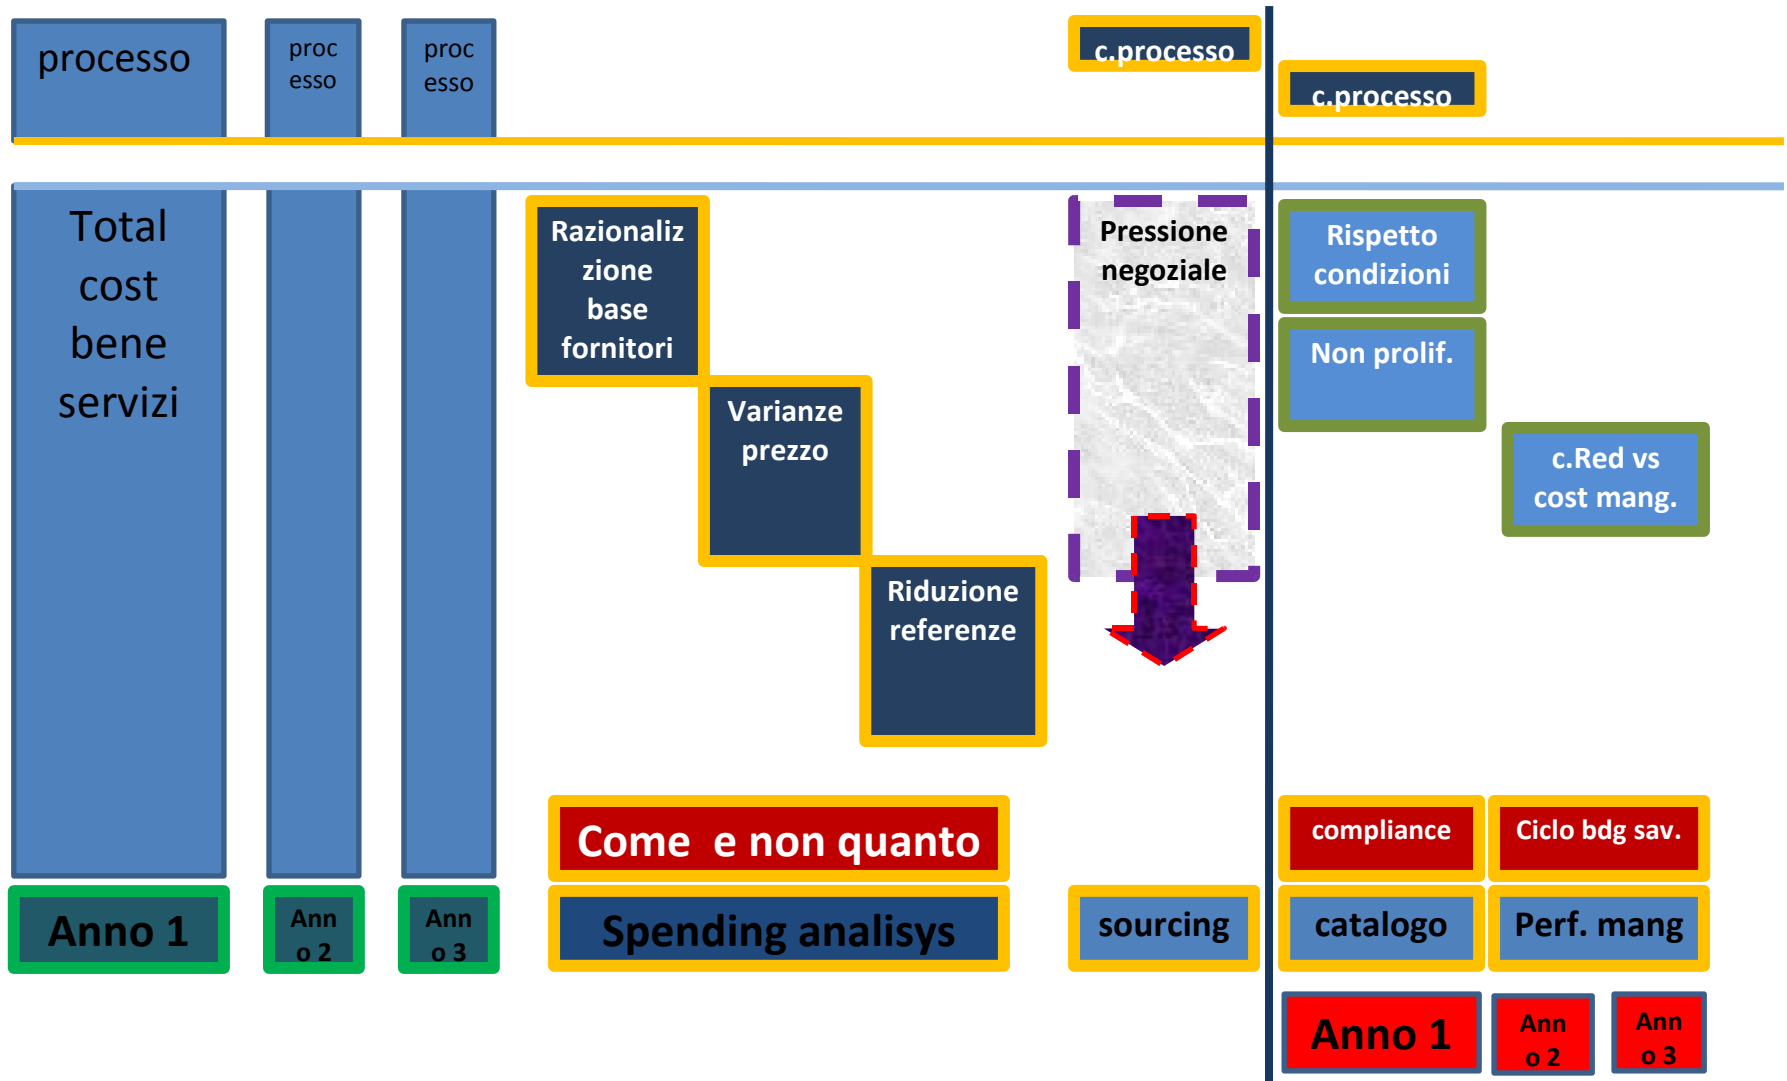 processo
proc
esso
proc
esso
c.processo
c.processo
Total
cost
bene
servizi
Razionaliz
zione
base
fornitori
Varianze
prezzo
Riduzione
referenze
Pressione
negoziale
Rispetto
condizioni
Non prolif.
c.Red vs
cost mang.
Come  e non quanto
compliance
Ciclo bdg sav.
Anno 1
Ann
o 2
Ann
o 3
Spending analisys
sourcing
catalogo
Perf. mang
Anno 1
Ann
o 2
Ann
o 3